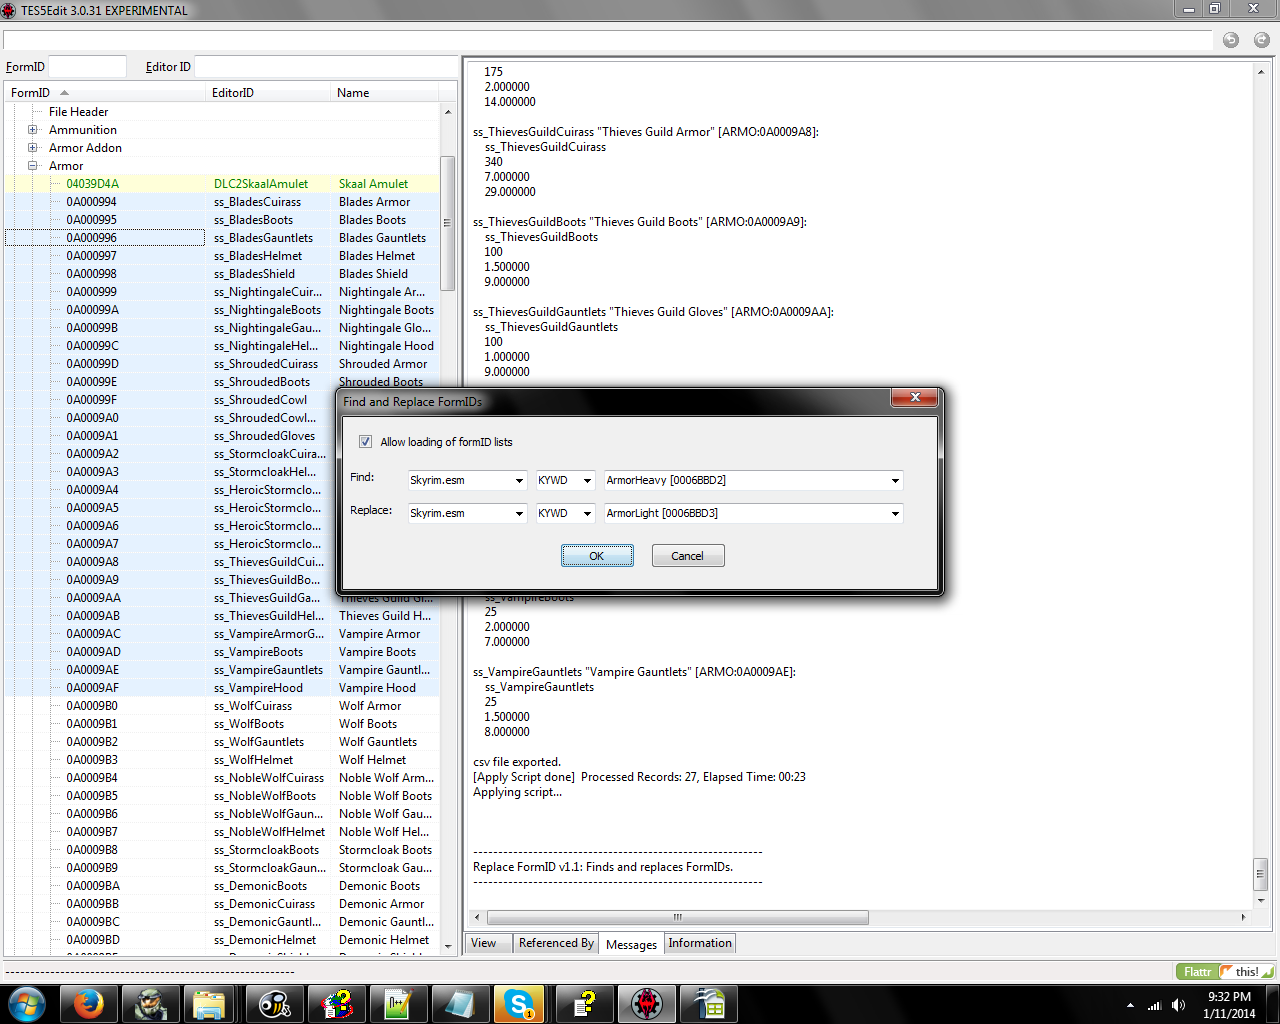 TES5Edit 3.0.31 EXPERIMENTAL
FormID
Editor ID
FormID EditorID Name
File Header
Ammunition
Armor Addon
Armor
04039D4A DLC2SkaalAmulet Skaal Amulet
0A000994 ss_BladesCuirass Blades Armor
0A000995 ss_BladesBoots Blades Boots
0A000996 ss_BladesGauntlets Blades Gauntlets
0A000997 ss_BladesHelmet Blades Helmet
0A000998 ss_BladesShield Blades Shield
0A000999 ss_NightingaleCuir... Nightingale Ar...
0A00099A ss_NightingaleBoots Nightingale Boots
0A00099B ss_NightingaleGau... Nightingale Glo...
0A00099C ss_NightingaleHel... Nightingale Hood
0A00099D ss_ShroudedCuirass Shrouded Armor
0A00099E ss_ShroudedBoots Shrouded Boots
0A00099F ss_ShroudedCowl
0A0009A0 ss_ShroudedCowl...
0A0009A1 ss_ShroudedGloves
0A0009A2 ss_StormcloakCuira...
0A0009A3 ss_StormcloakHel...
0A0009A4 ss_HeroicStormclo...
0A0009A5 ss_HeroicStormclo...
0A0009A6 ss_HeroicStormclo...
0A0009A7 ss_HeroicStormclo...
0A0009A8 ss_ThievesGuildCui...
0A0009A9 ss_ThievesGuildBo...
0A0009AA ss_ThievesGuildGa... Thieves Guild Gl...
0A0009AB ss_ThievesGuildHel... Thieves Guild H...
0A0009AC ss_VampireArmorG... Vampire Armor
0A0009AD ss_VampireBoots Vampire Boots
0A0009AE ss_VampireGauntlets Vampire Gauntl...
0A0009AF ss_VampireHood Vampire Hood
0A0009B0 ss_WolfCuirass Wolf Armor
0A0009B1 ss_WolfBoots Wolf Boots
0A0009B2 ss_WolfGauntlets Wolf Gauntlets
0A0009B3 ss_WolfHelmet Wolf Helmet
0A0009B4 ss_NobleWolfCuirass Noble Wolf Arm...
0A0009B5 ss_NobleWolfBoots Noble Wolf Boots
0A0009B6 ss_NobleWolfGaun... Noble Wolf Gau...
0A0009B7 ss_NobleWolfHelmet Noble Wolf Hel...
0A0009B8 ss_StormcloakBoots Stormcloak Boots
0A0009B9 ss_StormcloakGaun... Stormcloak Gau...
0A0009BA ss_DemonicBoots Demonic Boots
0A0009BB ss_DemonicCuirass Demonic Armor
0A0009BC ss_DemonicGauntl... Demonic Gauntl...
0A0009BD ss_DemonicHelmet Demonic Helmet
175
2.000000
14.000000
ss_ThievesGuildCuirass "Thieves Guild Armor" [ARMO:0A0009A8]:
ss_ThievesGuildCuirass
340
7.000000
29.000000
ss_ThievesGuildBoots "Thieves Guild Boots" [ARMO:0A0009A9]:
ss_ThievesGuildBoots
100
1.500000
9.000000
ss_ThievesGuildGauntlets "Thieves Guild Gloves" [ARMO:0A0009AA]:
ss_ThievesGuildGauntlets
100
1.000000
9.000000
Find and Replace FormIDs
Allow loading of formID lists
Find: Skyrim.esm KYWD ArmorHeavy [0006BBD2]
Replace: Skyrim.esm KYWD ArmorLight [0006BBD3]
OK Cancel
ss_VampireBoots
25
2.000000
7.000000
ss_VampireGauntlets "Vampire Gauntlets" [ARMO:0A0009AE]:
ss_VampireGauntlets
25
1.500000
8.000000
csv file exported.
[Apply Script done] Processed Records: 27, Elapsed Time: 00:23
Applying script...
----------------------------------------------------------
Replace FormID v1.1: Finds and replaces FormIDs.
----------------------------------------------------------
View Referenced By Messages Information
----------------------------------------------------------
Flattr this!
9:32 PM
1/11/2014